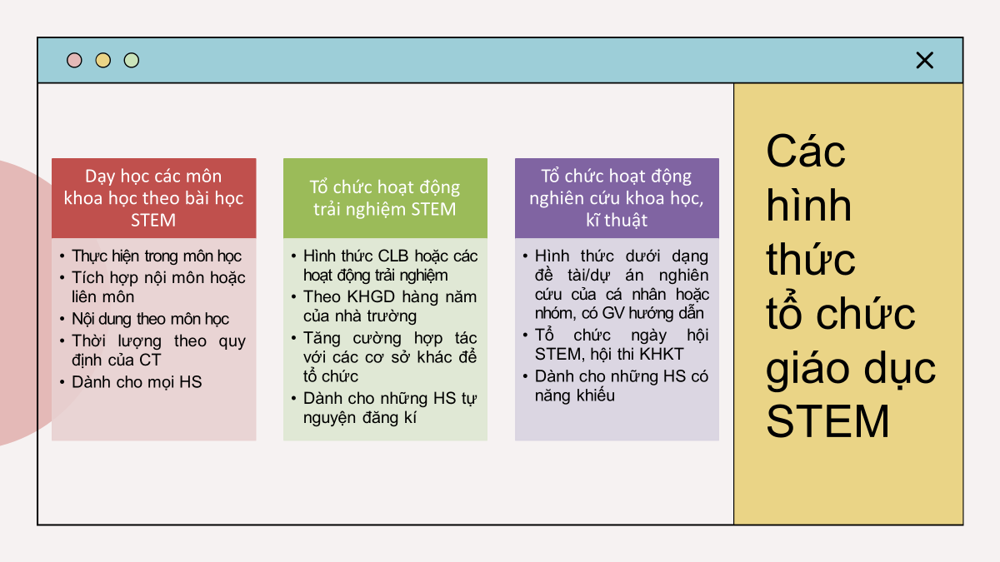 Dạy học các môn
khoa học theo bài học
STEM
• Thực hiện trong môn học
• Tích hợp nội môn hoặc
liên môn
• Nội dung theo môn học
• Thời lượng theo quy
định của CT
• Dành cho mọi HS
Tổ chức hoạt động
trải nghiệm STEM
• Hình thức CLB hoặc các
hoạt động trải nghiệm
• Theo KHGD hàng năm
của nhà trường
• Tăng cường hợp tác
với các cơ sở khác để
tổ chức
• Dành cho những HS tự
nguyện đăng kí
Tổ chức hoạt động
nghiên cứu khoa học,
kĩ thuật
• Hình thức dưới dạng
đề tài/dự án nghiên
cứu của cá nhân hoặc
nhóm, có GV hướng dẫn
• Tổ chức ngày hội
STEM, hội thi KHKT
• Dành cho những HS có
năng khiếu
Các
hình
thức
tổ chức
giáo dục
STEM